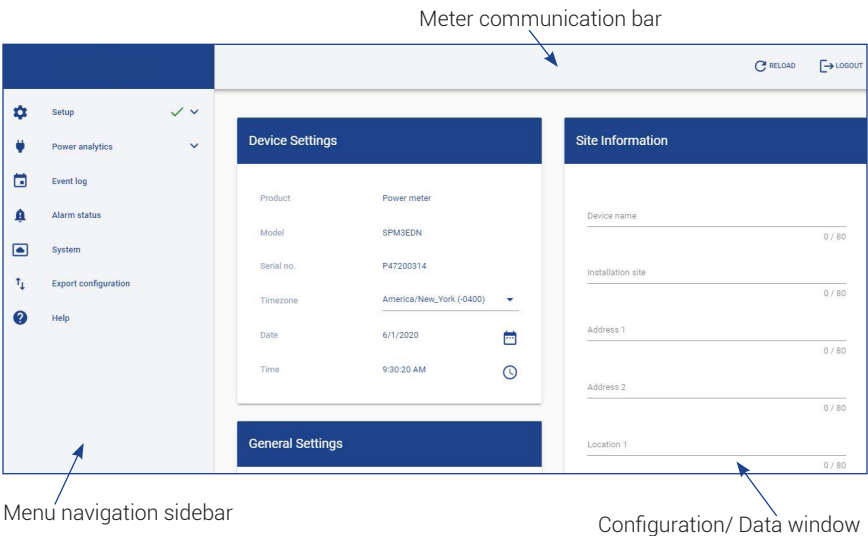 Meter communication bar
RELOAD
LOGOUT
Setup
Power analytics
Event log
Alarm status
System
Export configuration
Help
Device Settings
Product Power meter
Model SPM3EDN
Serial no. P47200314
Timezone America/New_York (-0400)
Date 6/1/2020
Time 9:30:20 AM
General Settings
Site Information
Device name
0 / 80
Installation site
0 / 80
Address 1
0 / 80
Address 2
0 / 80
Location 1
0 / 80
Menu navigation sidebar
Configuration/ Data window